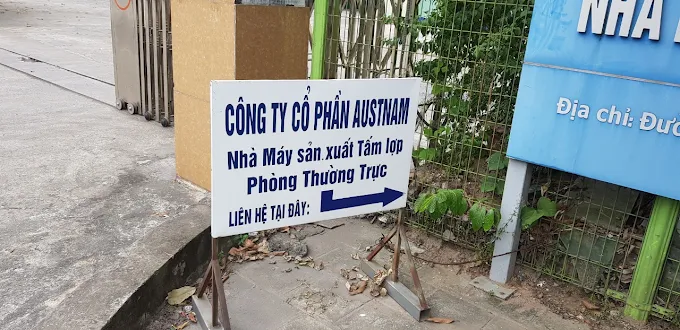 CÔNG TY CỔ PHẦN AUSTNAM
Nhà Máy sản xuất Tấm lợp
Phòng Thường Trực
LIÊN HỆ TẠI ĐÂY:
NHÀ
Địa chỉ: Đườ